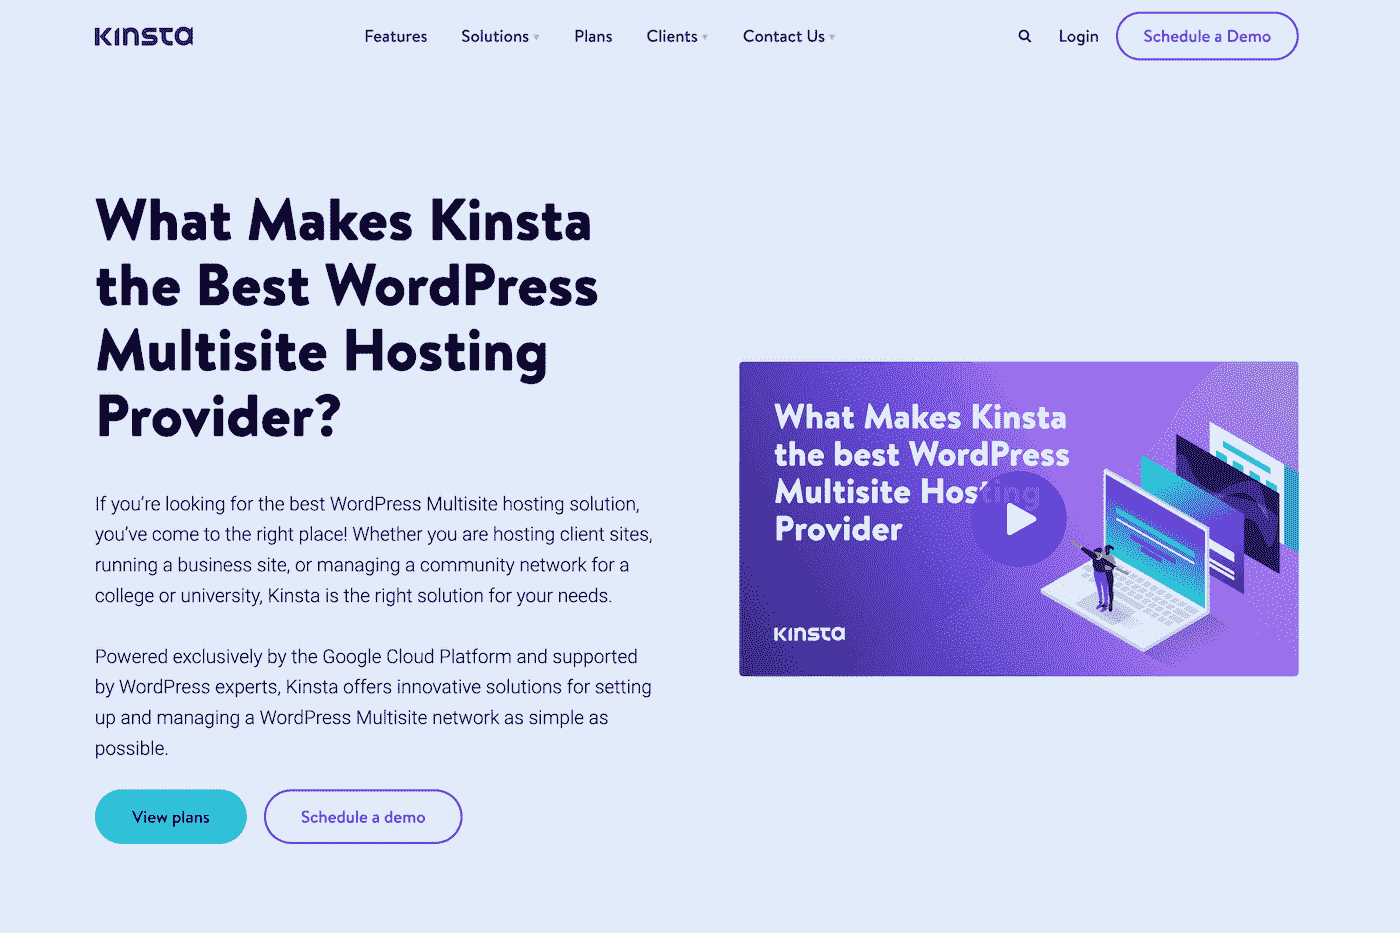 Kinsta
Features
Solutions
Plans
Clients
Contact Us
Login
Schedule a Demo
What Makes Kinsta
the Best WordPress
Multisite Hosting
Provider?
If you’re looking for the best WordPress Multisite hosting solution,
you’ve come to the right place! Whether you are hosting client sites,
running a business site, or managing a community network for a
college or university, Kinsta is the right solution for your needs.
Powered exclusively by the Google Cloud Platform and supported
by WordPress experts, Kinsta offers innovative solutions for setting
up and managing a WordPress Multisite network as simple as
possible.
View plans
Schedule a demo
What Makes Kinsta
the best WordPress
Multisite Hosting
Provider
Kinsta